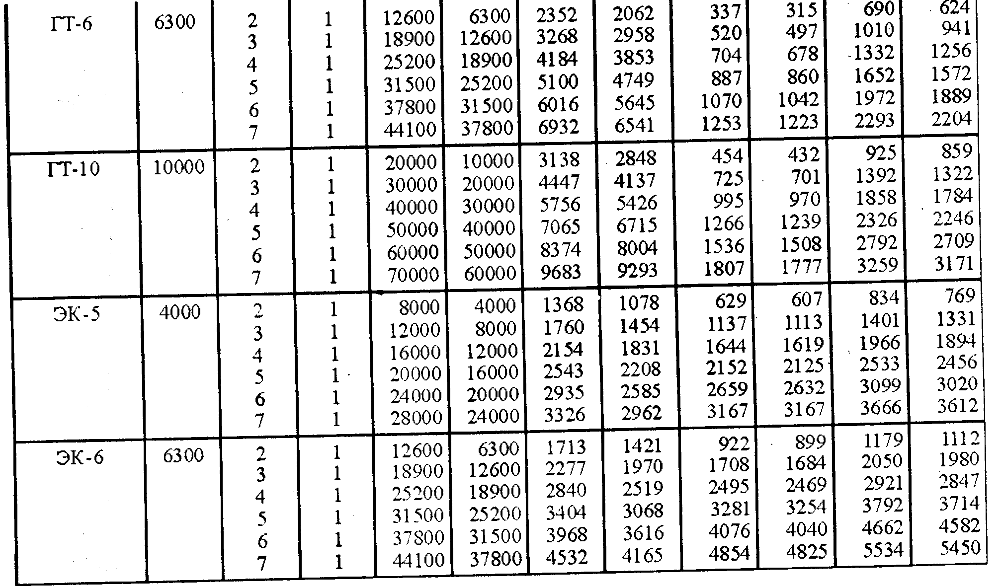 ГТ-6 6300 2 1 12600 6300 2352 2062 337 315 690 624
3 1 18900 12600 3268 2958 520 497 1010 941
4 1 25200 18900 4184 3853 704 678 1332 1256
5 1 31500 25200 5100 4749 887 860 1652 1572
6 1 37800 31500 6016 5645 1070 1042 1972 1889
7 1 44100 37800 6932 6541 1253 1223 2293 2204
ГТ-10 10000 2 1 20000 10000 3138 2848 454 432 925 859
3 1 30000 20000 4447 4137 725 701 1392 1322
4 1 40000 30000 5756 5426 995 970 1858 1784
5 1 50000 40000 7065 6715 1266 1239 2326 2246
6 1 60000 50000 8374 8004 1536 1508 2792 2709
7 1 70000 60000 9683 9293 1807 1777 3259 3171
ЭК-5 4000 2 1 8000 4000 1368 1078 629 607 834 769
3 1 12000 8000 1760 1454 1137 1113 1401 1331
4 1 16000 12000 2154 1831 1644 1619 1966 1894
5 1 20000 16000 2543 2208 2152 2125 2533 2456
6 1 24000 20000 2935 2585 2659 2632 3099 3020
7 1 28000 24000 3326 2962 3167 3167 3666 3612
ЭК-6 6300 2 1 12600 6300 1713 1421 922 899 1179 1112
3 1 18900 12600 2277 1970 1708 1684 2050 1980
4 1 25200 18900 2840 2519 2495 2469 2921 2847
5 1 31500 25200 3404 3068 3281 3254 3792 3714
6 1 37800 31500 3968 3616 4076 4040 4662 4582
7 1 44100 37800 4532 4165 4854 4825 5534 5450